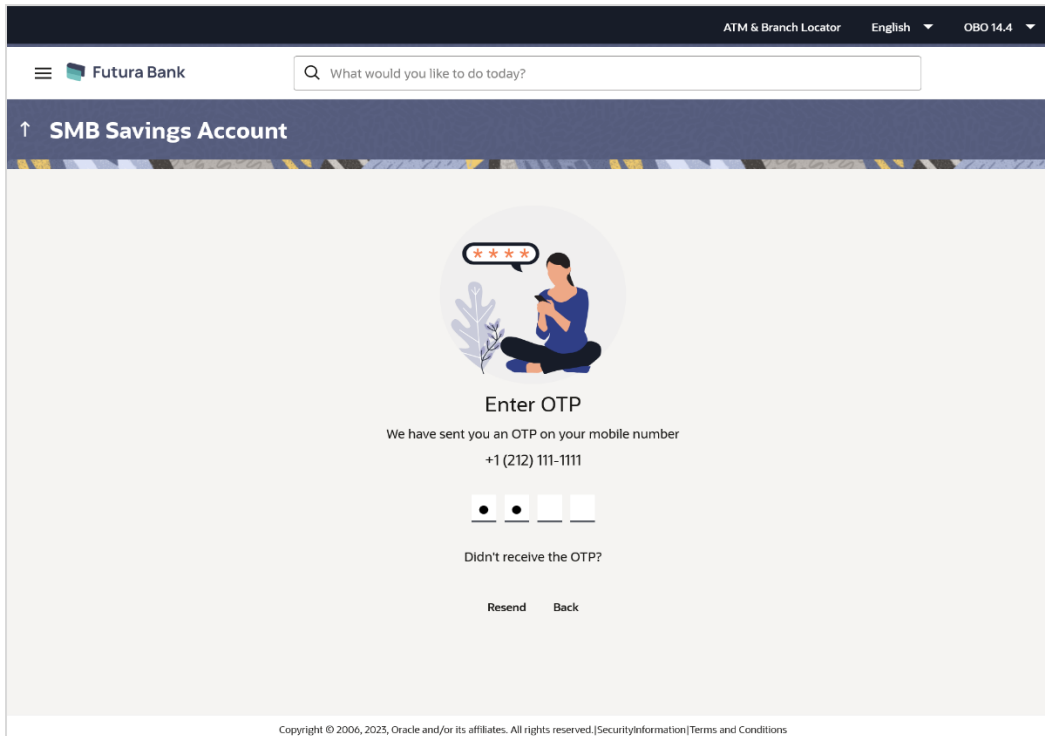 ATM & Branch Locator English OBO 14.4
Futura Bank What would you like to do today?
↑ SMB Savings Account
* * * *
Enter OTP
We have sent you an OTP on your mobile number
+1 (212) 111-1111
Didn't receive the OTP?
Resend Back
Copyright © 2006, 2023, Oracle and/or its affiliates. All rights reserved.|SecurityInformation|Terms and Conditions